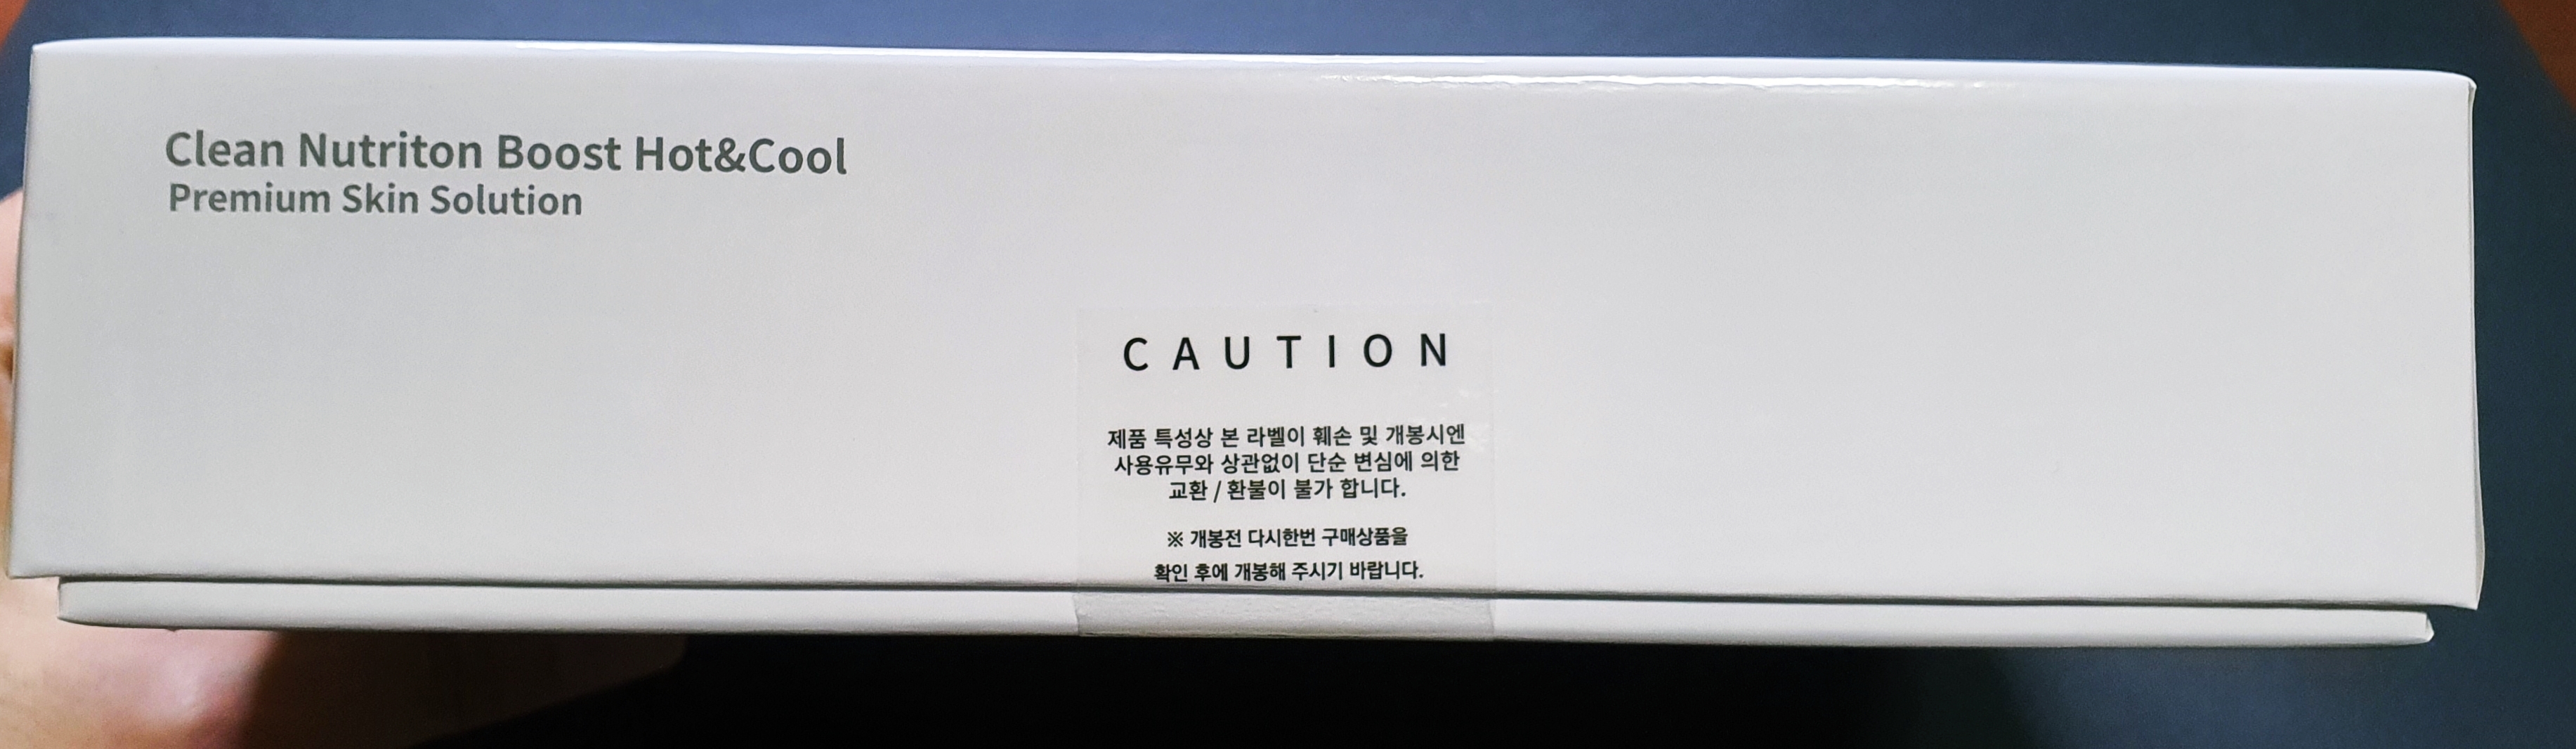 Clean Nutriton Boost Hot&Cool
Premium Skin Solution
CAUTION
제품 특성상 본 라벨이 훼손 및 개봉시엔
사용유무와 상관없이 단순 변심에 의한
교환 / 환불이 불가 합니다.
※ 개봉전 다시한번 구매상품을
확인 후에 개봉해 주시기 바랍니다.